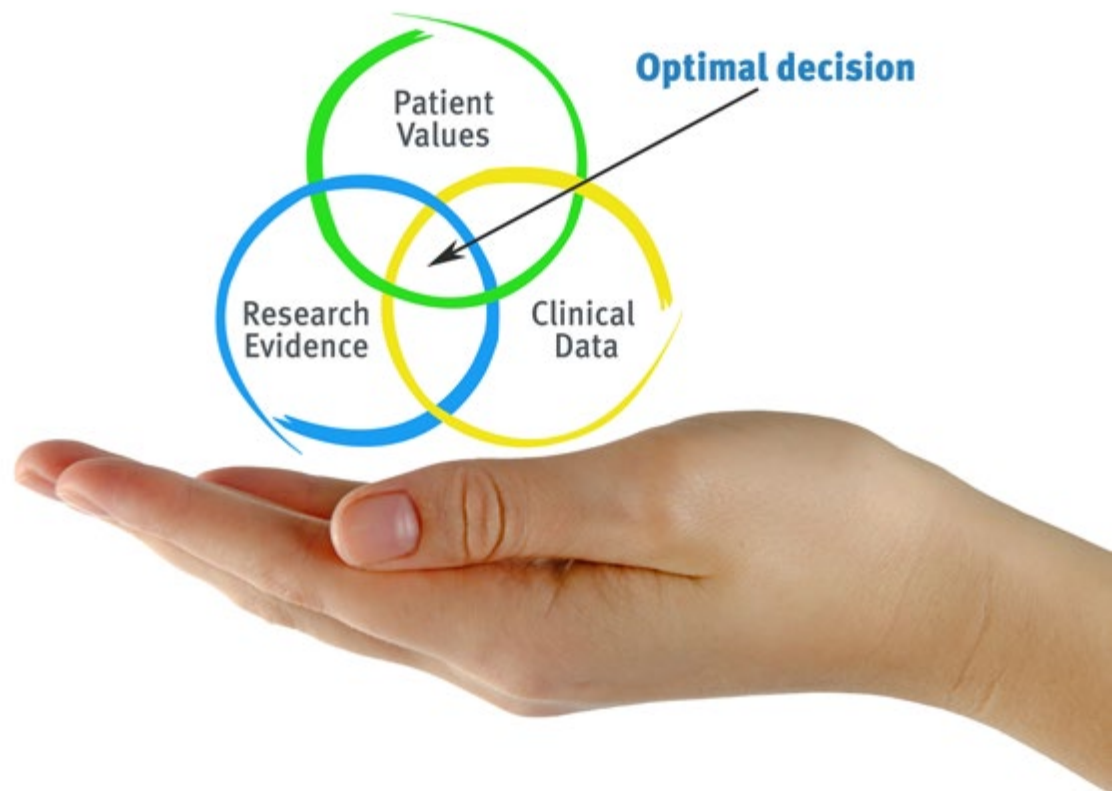 Optimal decision
Patient
Values
Research
Evidence
Clinical
Data